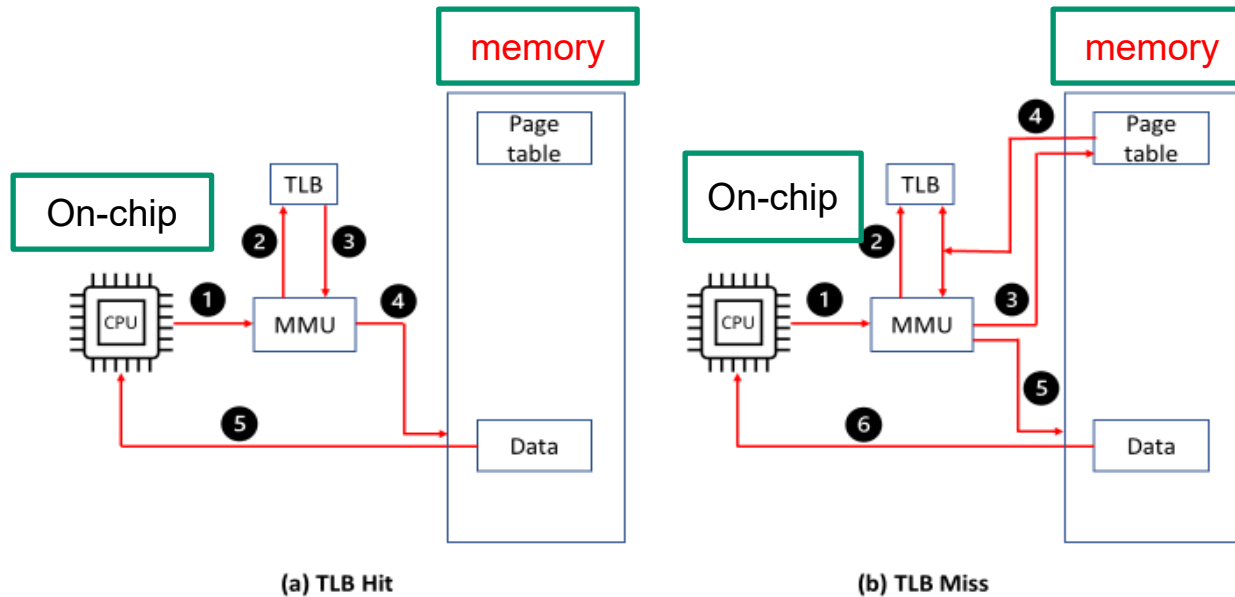 memory
Page
table
TLB
On-chip
2
3
1
4
CPU
MMU
5
Data
(a) TLB Hit
memory
4
Page
table
TLB
On-chip
2
1
3
CPU
MMU
5
6
Data
(b) TLB Miss